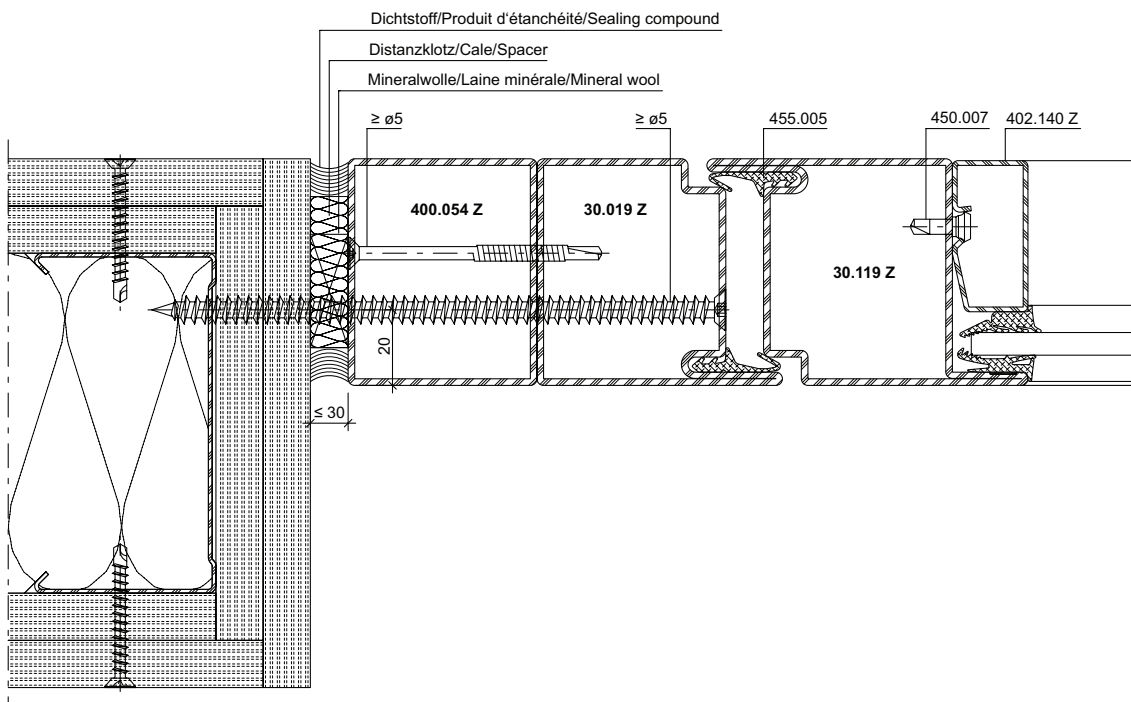 Dichtstoff/Produit d‘étanchéité/Sealing compound
Distanzklotz/Cale/Spacer
Mineralwolle/Laine minérale/Mineral wool
≥ ø5
≥ ø5
455.005
450.007
402.140 Z
400.054 Z
30.019 Z
30.119 Z
20
≤ 30